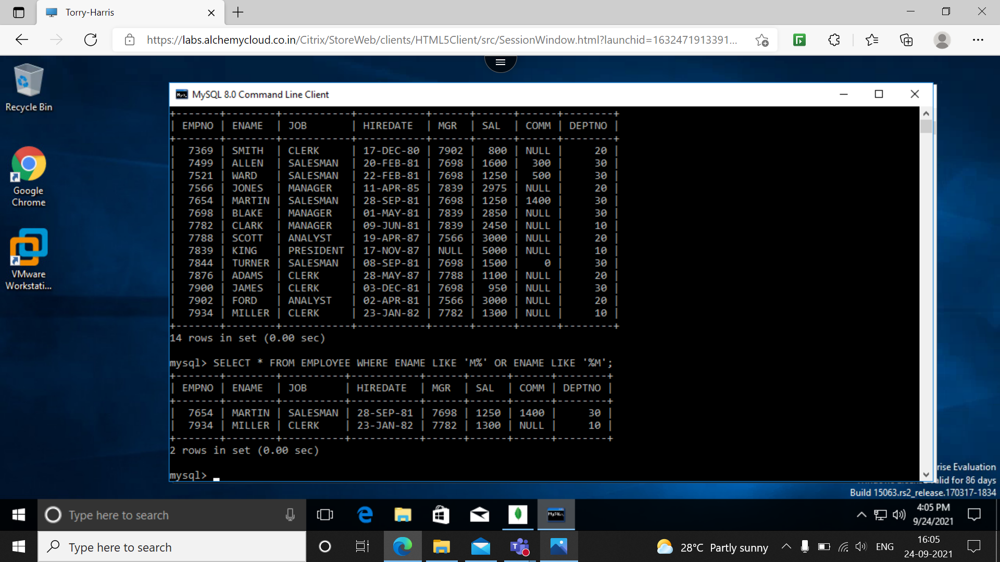 Torry-Harris
https://labs.alchemycloud.co.in/Citrix/StoreWeb/clients/HTML5Client/src/SessionWindow.html?launchid=1632471913391...
Recycle Bin
Google
Chrome
VMware
Workstati...
MySQL 8.0 Command Line Client
+-------+--------+-----------+-----------+------+------+------+--------+
| EMPNO | ENAME  | JOB       | HIREDATE  | MGR  | SAL  | COMM | DEPTNO |
+-------+--------+-----------+-----------+------+------+------+--------+
|  7369 | SMITH  | CLERK     | 17-DEC-80 | 7902 |  800 | NULL |     20 |
|  7499 | ALLEN  | SALESMAN  | 20-FEB-81 | 7698 | 1600 |  300 |     30 |
|  7521 | WARD   | SALESMAN  | 22-FEB-81 | 7698 | 1250 |  500 |     30 |
|  7566 | JONES  | MANAGER   | 11-APR-85 | 7839 | 2975 | NULL |     20 |
|  7654 | MARTIN | SALESMAN  | 28-SEP-81 | 7698 | 1250 | 1400 |     30 |
|  7698 | BLAKE  | MANAGER   | 01-MAY-81 | 7839 | 2850 | NULL |     30 |
|  7782 | CLARK  | MANAGER   | 09-JUN-81 | 7839 | 2450 | NULL |     10 |
|  7788 | SCOTT  | ANALYST   | 19-APR-87 | 7566 | 3000 | NULL |     20 |
|  7839 | KING   | PRESIDENT | 17-NOV-87 | NULL | 5000 | NULL |     10 |
|  7844 | TURNER | SALESMAN  | 08-SEP-81 | 7698 | 1500 |    0 |     30 |
|  7876 | ADAMS  | CLERK     | 28-MAY-87 | 7788 | 1100 | NULL |     20 |
|  7900 | JAMES  | CLERK     | 03-DEC-81 | 7698 |  950 | NULL |     30 |
|  7902 | FORD   | ANALYST   | 02-APR-81 | 7566 | 3000 | NULL |     20 |
|  7934 | MILLER | CLERK     | 23-JAN-82 | 7782 | 1300 | NULL |     10 |
+-------+--------+-----------+-----------+------+------+------+--------+
14 rows in set (0.00 sec)
mysql> SELECT * FROM EMPLOYEE WHERE ENAME LIKE 'M%' OR ENAME LIKE '%M';
+-------+--------+----------+-----------+------+------+------+--------+
| EMPNO | ENAME  | JOB      | HIREDATE  | MGR  | SAL  | COMM | DEPTNO |
+-------+--------+----------+-----------+------+------+------+--------+
|  7654 | MARTIN | SALESMAN | 28-SEP-81 | 7698 | 1250 | 1400 |     30 |
|  7934 | MILLER | CLERK    | 23-JAN-82 | 7782 | 1300 | NULL |     10 |
+-------+--------+----------+-----------+------+------+------+--------+
2 rows in set (0.00 sec)
mysql>
rise Evaluation
alid for 86 days
Build 15063.rs2_release.170317-1834
Type here to search
4:05 PM
9/24/2021
Type here to search
28°C Partly sunny
ENG
16:05
24-09-2021